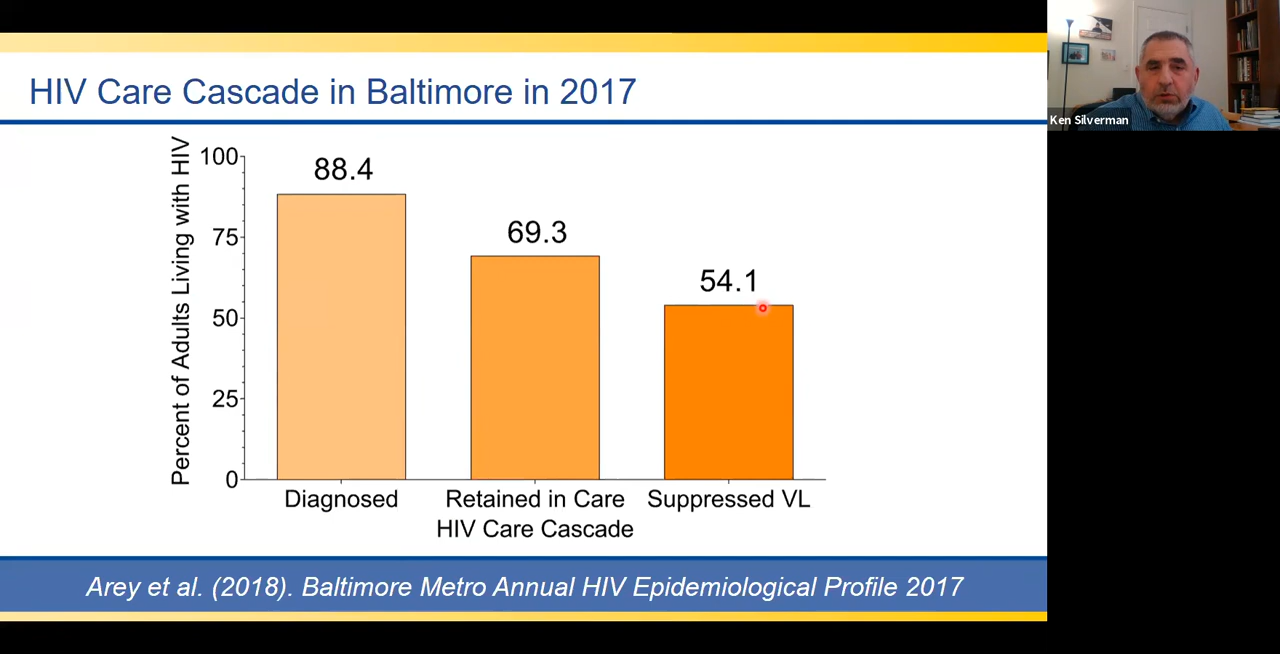 HIV Care Cascade in Baltimore in 2017
Ken Silverman
Percent of Adults Living with HIV
100
75
50
25
0
88.4
69.3
54.1
Diagnosed
Retained in Care
Suppressed VL
HIV Care Cascade
Arey et al. (2018). Baltimore Metro Annual HIV Epidemiological Profile 2017